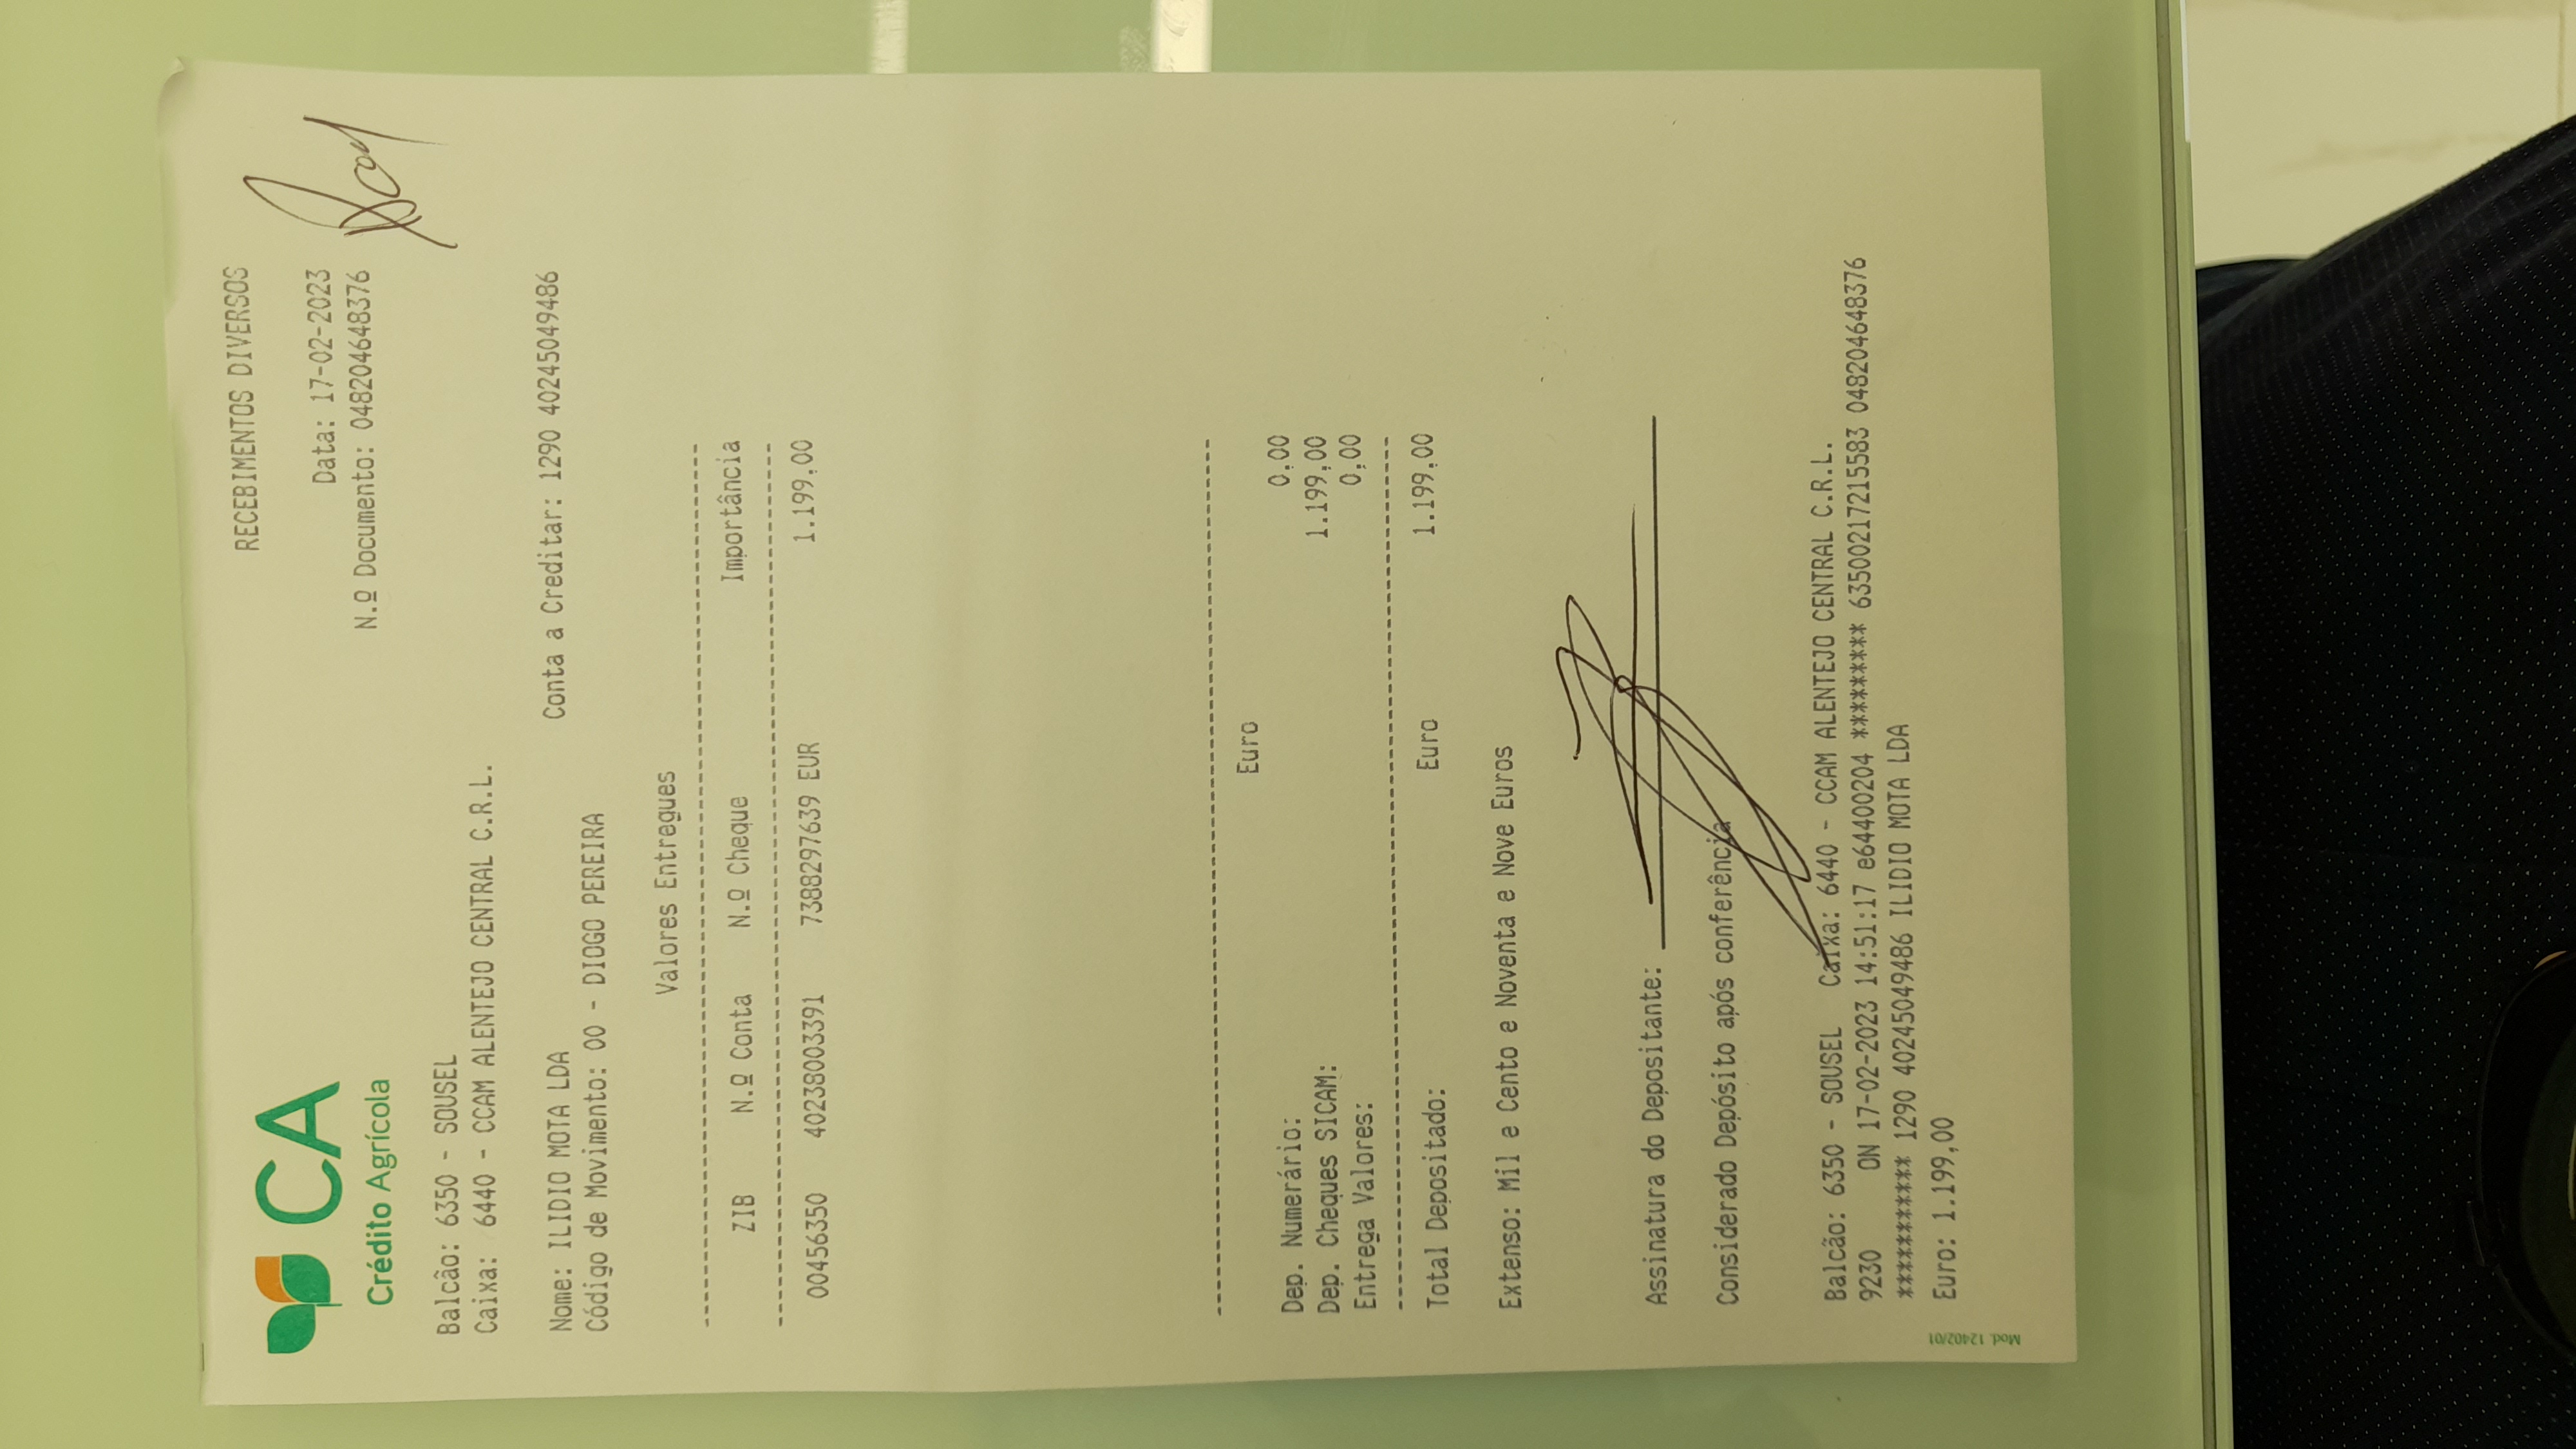 CA
Crédito Agrícola
RECEBIMENTOS DIVERSOS
Data: 17-02-2023
N.º Documento: 04820464648376
Balcão: 6350 - SOUSEL
Caixa: 6440 - CCAM ALENTEJO CENTRAL C.R.L.
Nome: ILIDIO MOTA LDA Conta a Creditar: 1290 40245049486
Código de Movimento: 00 - DIOGO PEREIRA
Valores Entregues
ZIB N.º Conta N.º Cheque Importância
00456350 40238003391 7388297639 EUR 1.199,00
Euro
Dep. Numerário: 0,00
Dep. Cheques SICAM: 1.199,00
Entrega Valores: 0,00
Total Depositado: Euro 1.199,00
Extenso: Mil e Cento e Noventa e Nove Euros
Assinatura do Depositante:
Considerado Depósito após conferência
Balcão: 6350 - SOUSEL Caixa: 6440 - CCAM ALENTEJO CENTRAL C.R.L.
9230 ON 17-02-2023 14:51:17 e64400204 ******** 63500217215583 04820464648376
*********** 1290 40245049486 ILIDIO MOTA LDA
Euro: 1.199,00
Mod. 12402/01